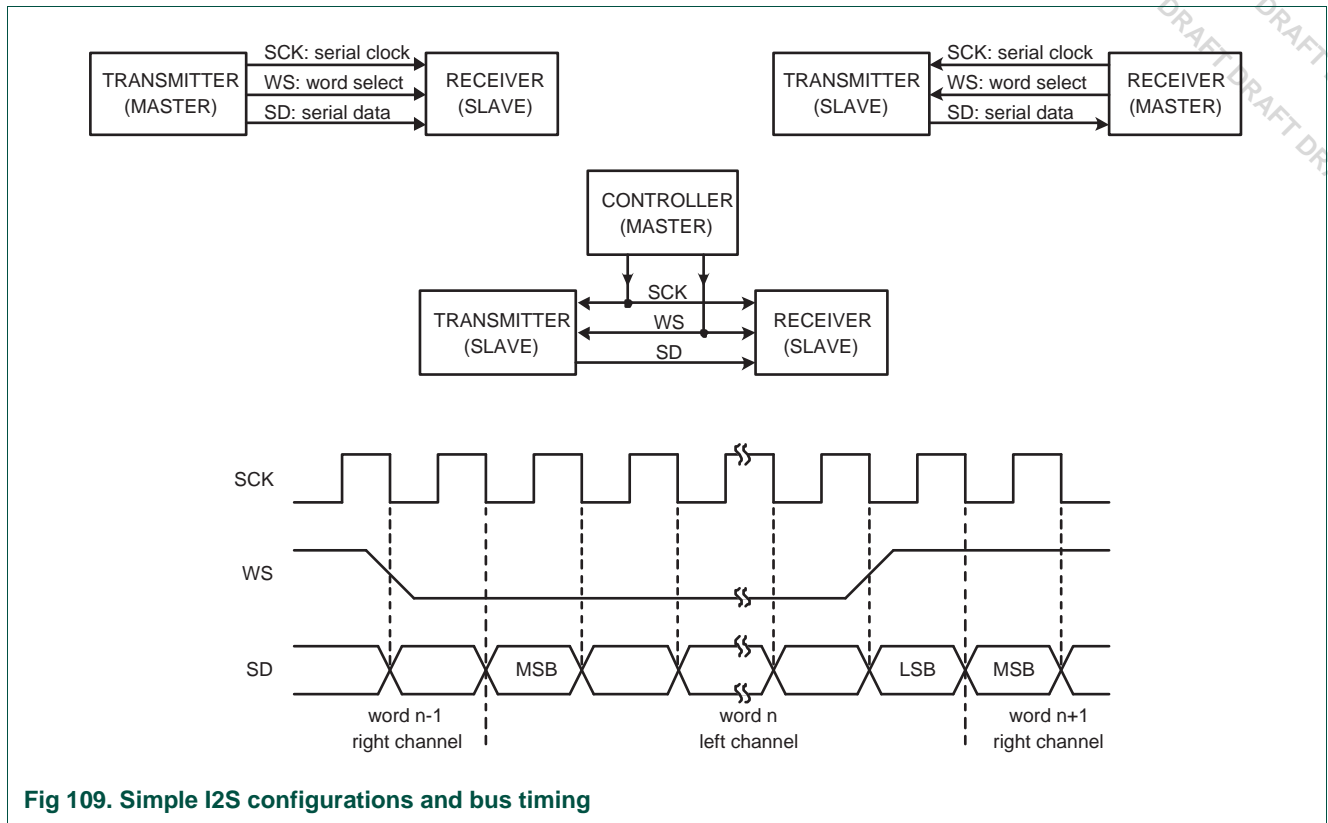 DRAFT DRAFT DRAFT
TRANSMITTER
(MASTER)
SCK: serial clock
WS: word select
SD: serial data
RECEIVER
(SLAVE)
TRANSMITTER
(SLAVE)
SCK: serial clock
WS: word select
SD: serial data
RECEIVER
(MASTER)
CONTROLLER
(MASTER)
TRANSMITTER
(SLAVE)
SCK
WS
SD
RECEIVER
(SLAVE)
SCK
WS
SD
MSB
LSB
MSB
word n-1
right channel
word n
left channel
word n+1
right channel
Fig 109. Simple I2S configurations and bus timing